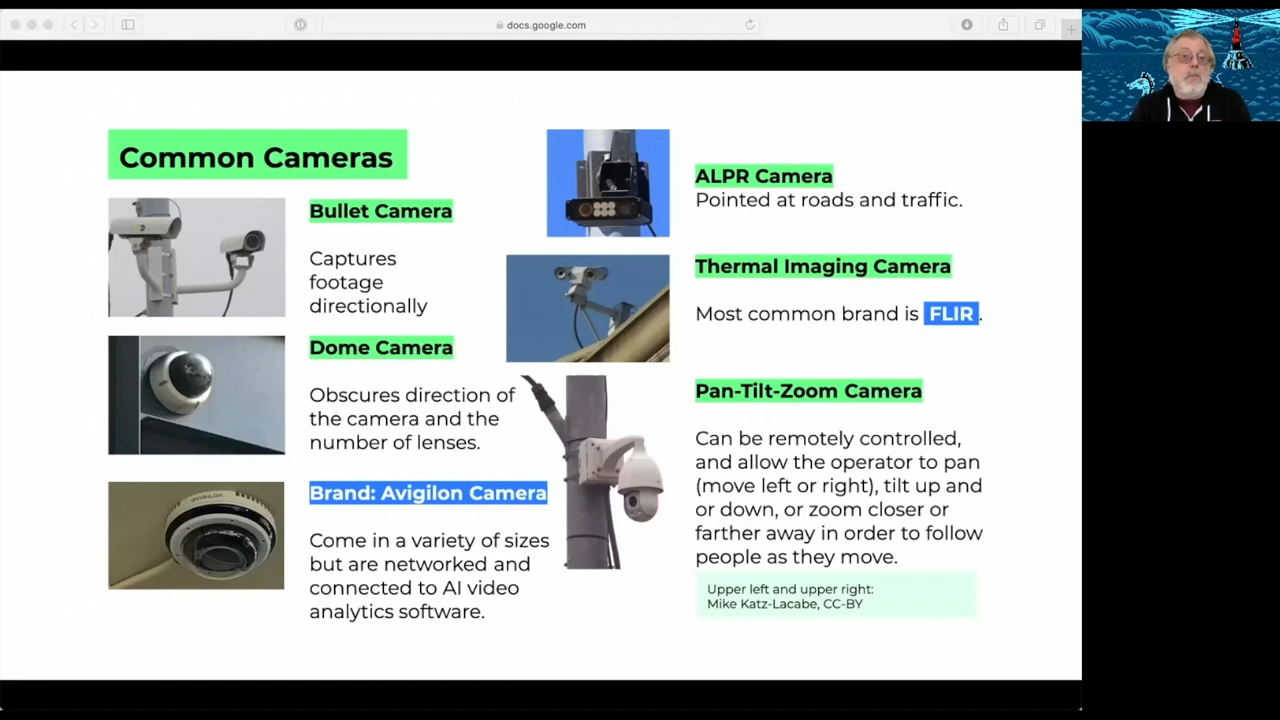 docs.google.com
Common Cameras
Bullet Camera
Captures
footage
directionally
Dome Camera
Obscures direction of
the camera and the
number of lenses.
AVIGILON
Brand: Avigilon Camera
Come in a variety of sizes
but are networked and
connected to AI video
analytics software.
ALPR Camera
Pointed at roads and traffic.
Thermal Imaging Camera
Most common brand is FLIR.
Pan-Tilt-Zoom Camera
Can be remotely controlled,
and allow the operator to pan
(move left or right), tilt up and
or down, or zoom closer or
farther away in order to follow
people as they move.
Upper left and upper right:
Mike Katz-Lacabe, CC-BY